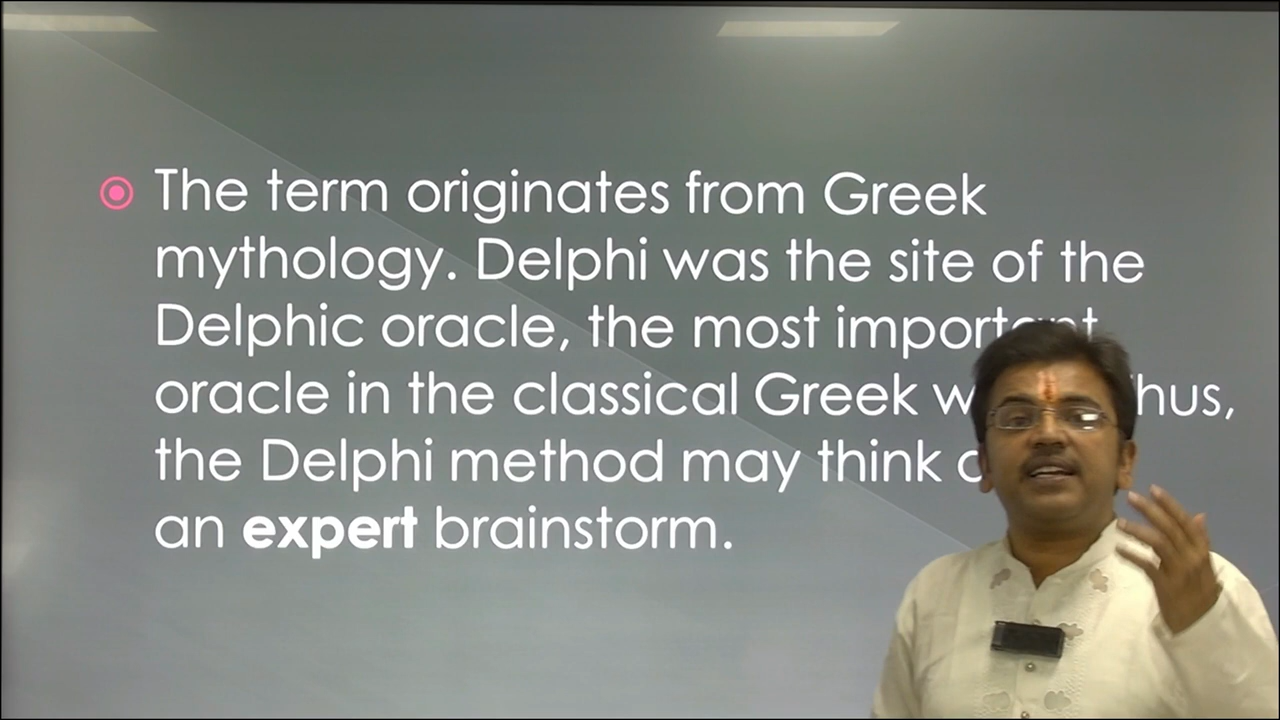 The term originates from Greek
mythology. Delphi was the site of the
Delphic oracle, the most important
oracle in the classical Greek
the Delphi method may think
an expert brainstorm.